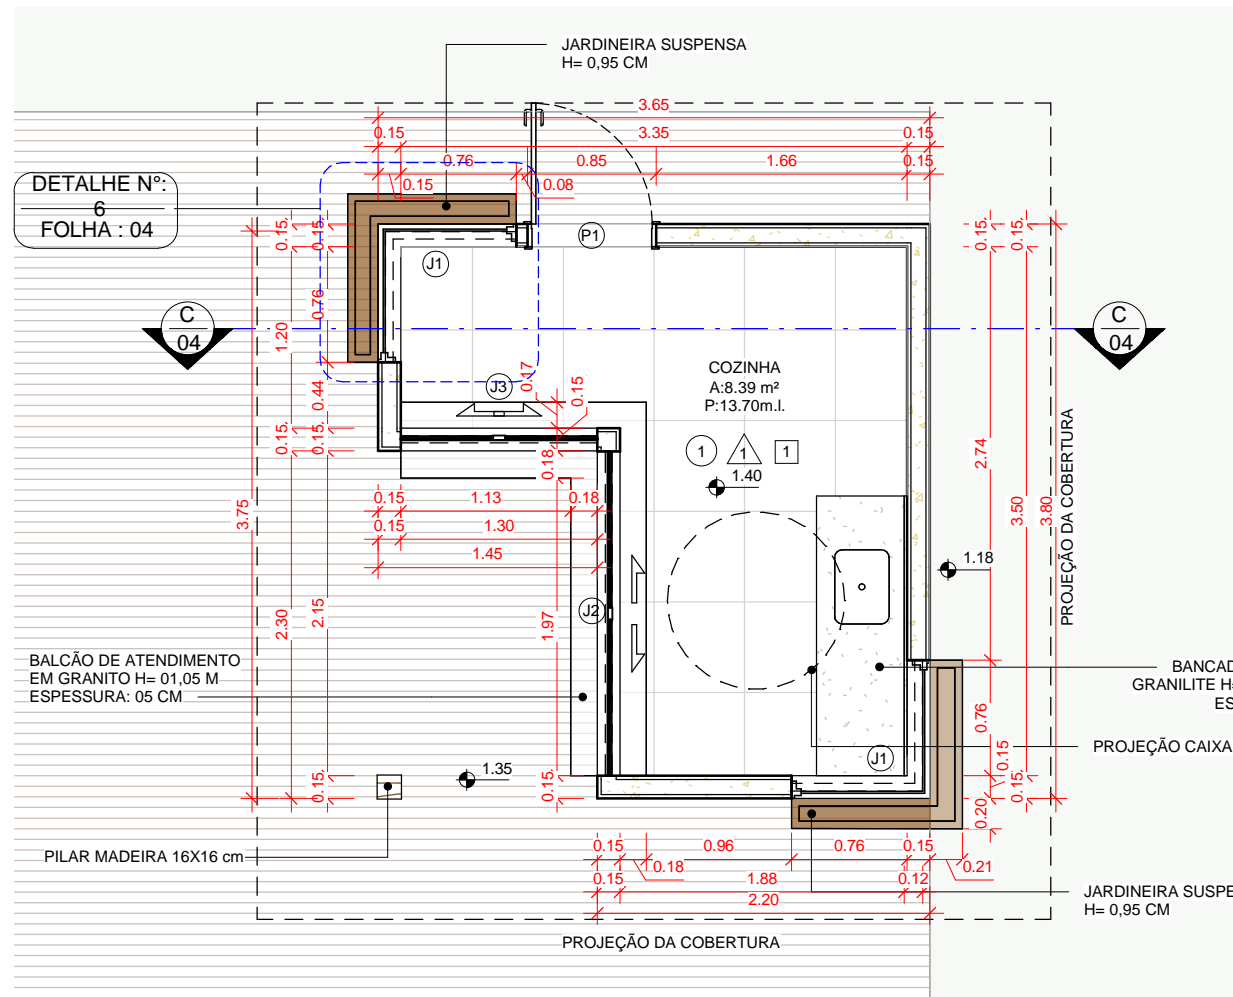 JARDINEIRA SUSPENSA
H= 0,95 CM
3.65
0.15
3.35
0.15
0.76
0.85
1.66
0.15
0.15
0.08
DETALHE N°:
6
FOLHA : 04
P1
J1
0.15
0.15
0.15
0.15
0.76
1.20
C
04
C
04
COZINHA
A:8.39 m²
P:13.70m.l.
J3
0.17
0.15
0.44
0.15
0.15
0.18
1
1
1
1.40
2.74
3.50
3.80
PROJEÇÃO DA COBERTURA
3.75
0.15
1.13
0.18
0.15
1.30
1.45
1.18
2.30
2.15
1.97
J2
BALCÃO DE ATENDIMENTO
EM GRANITO H= 01,05 M
ESPESSURA: 05 CM
BANCAD
GRANILITE H=
ES
0.76
0.15
PROJEÇÃO CAIXA
J1
1.35
0.15
0.15
0.15
0.20
PILAR MADEIRA 16X16 cm
0.15
0.96
0.76
0.15
0.18
0.21
0.15
1.88
0.12
2.20
JARDINEIRA SUSPE
H= 0,95 CM
PROJEÇÃO DA COBERTURA